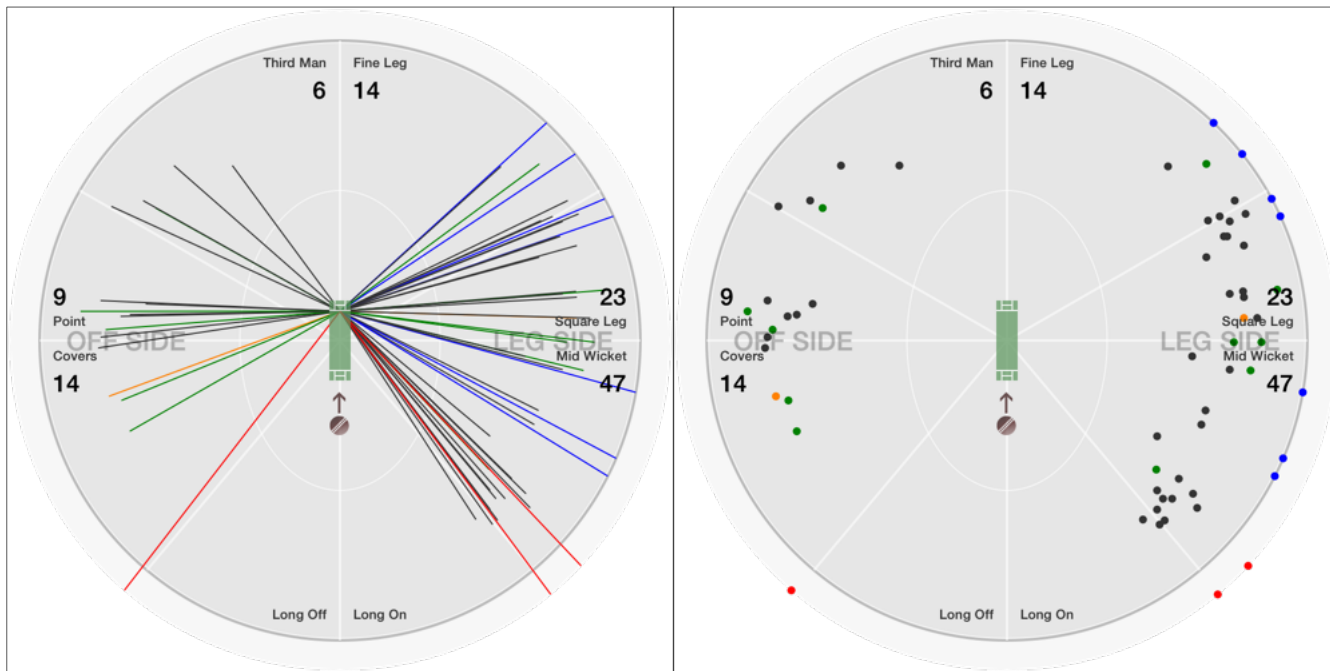 Third Man
6
Fine Leg
14
9
Point
OFF SIDE
Covers
14
23
Square Leg
LEG SIDE
Mid Wicket
47
Long Off
Long On
Third Man
6
Fine Leg
14
9
Point
OFF SIDE
Covers
14
23
Square Leg
LEG SIDE
Mid Wicket
47
Long Off
Long On